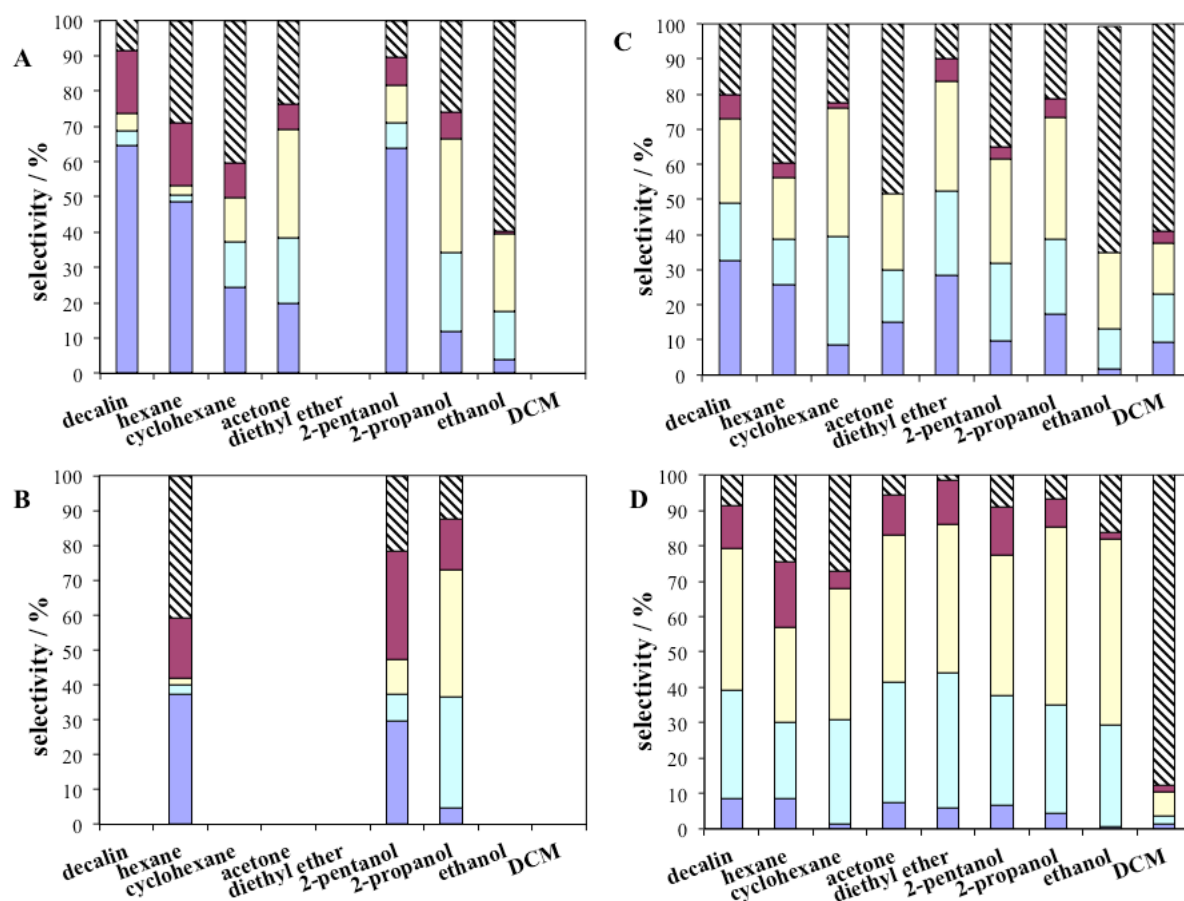 A
selectivity / %
100
90
80
70
60
50
40
30
20
10
0
decalin
hexane
cyclohexane
acetone
diethyl ether
2-pentanol
2-propanol
ethanol
DCM
C
selectivity / %
100
90
80
70
60
50
40
30
20
10
0
decalin
hexane
cyclohexane
acetone
diethyl ether
2-pentanol
2-propanol
ethanol
DCM
B
selectivity / %
100
90
80
70
60
50
40
30
20
10
0
decalin
hexane
cyclohexane
acetone
diethyl ether
2-pentanol
2-propanol
ethanol
DCM
D
selectivity / %
100
90
80
70
60
50
40
30
20
10
0
decalin
hexane
cyclohexane
acetone
diethyl ether
2-pentanol
2-propanol
ethanol
DCM